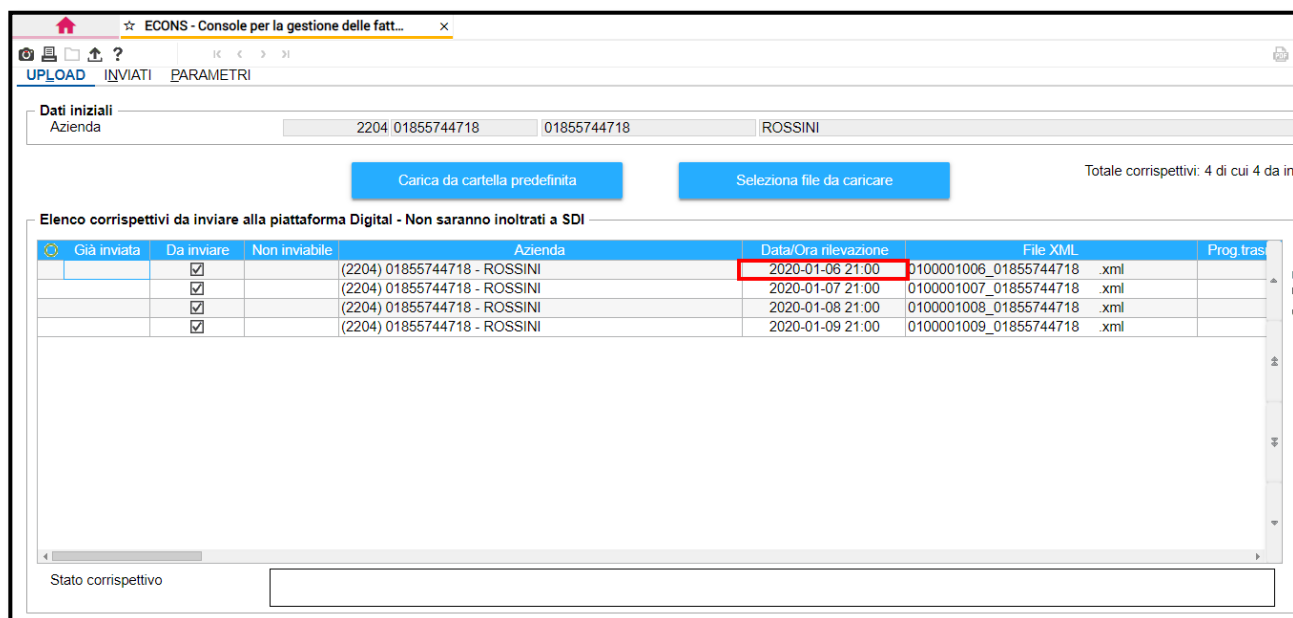 ☆ ECONS - Console per la gestione delle fatt... ×
?
UPLOAD INVIATI PARAMETRI
Dati iniziali
Azienda 2204 01855744718 01855744718 ROSSINI
Carica da cartella predefinita Seleziona file da caricare Totale corrispettivi: 4 di cui 4 da in
Elenco corrispettivi da inviare alla piattaforma Digital - Non saranno inoltrati a SDI
Già inviata Da inviare Non inviabile Azienda Data/Ora rilevazione File XML Prog.tras
(2204) 01855744718 - ROSSINI 2020-01-06 21:00 0100001006_01855744718 .xml
(2204) 01855744718 - ROSSINI 2020-01-07 21:00 0100001007_01855744718 .xml
(2204) 01855744718 - ROSSINI 2020-01-08 21:00 0100001008_01855744718 .xml
(2204) 01855744718 - ROSSINI 2020-01-09 21:00 0100001009_01855744718 .xml
Stato corrispettivo